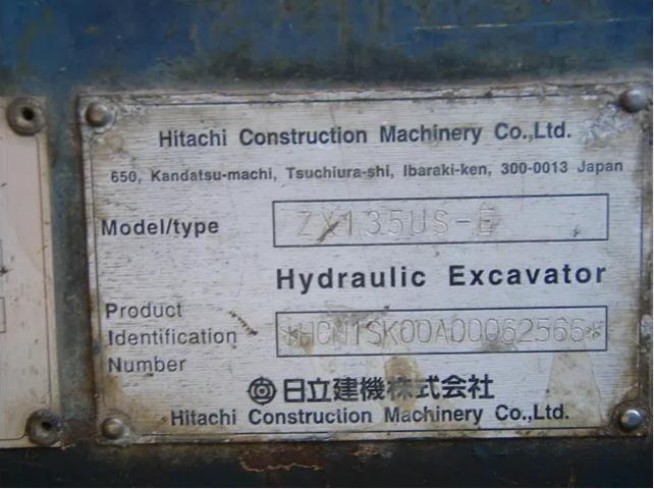 Hitachi Construction Machinery Co.,Ltd.
650, Kandatsu-machi, Tsuchiura-shi, Ibaraki-ken, 300-0013 Japan
Model/type ZX135US-E
Hydraulic Excavator
Product
Identification
Number
*HCM1SK00A00062566*
日立建機株式会社
Hitachi Construction Machinery Co.,Ltd.